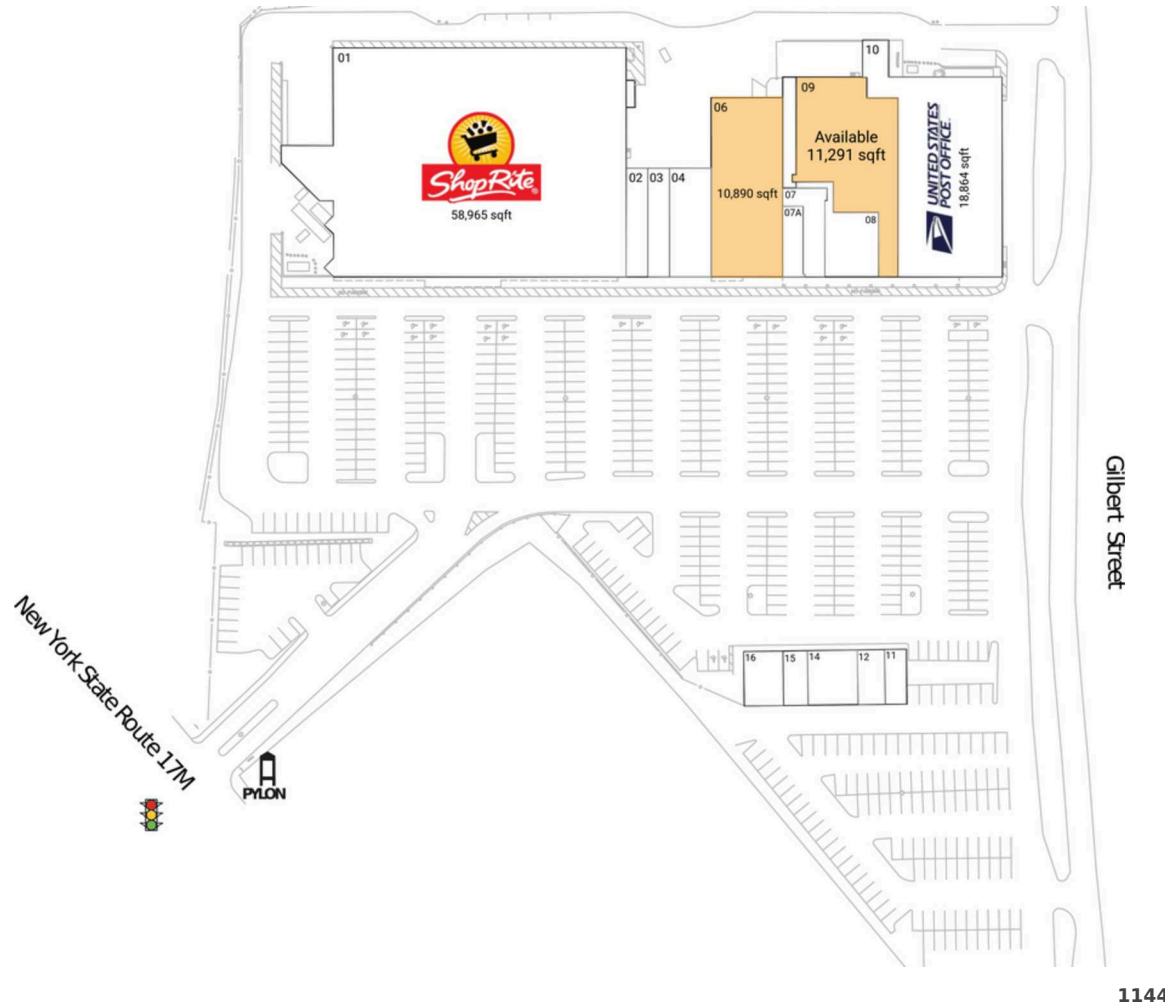 01
ShopRite
58,965 sqft
02
03
04
06
10,890 sqft
07
07A
08
09
Available
11,291 sqft
10
UNITED STATES
POST OFFICE
18,864 sqft
Gilbert Street
New York State Route 17M
PYLON
16
15
14
12
11
1144